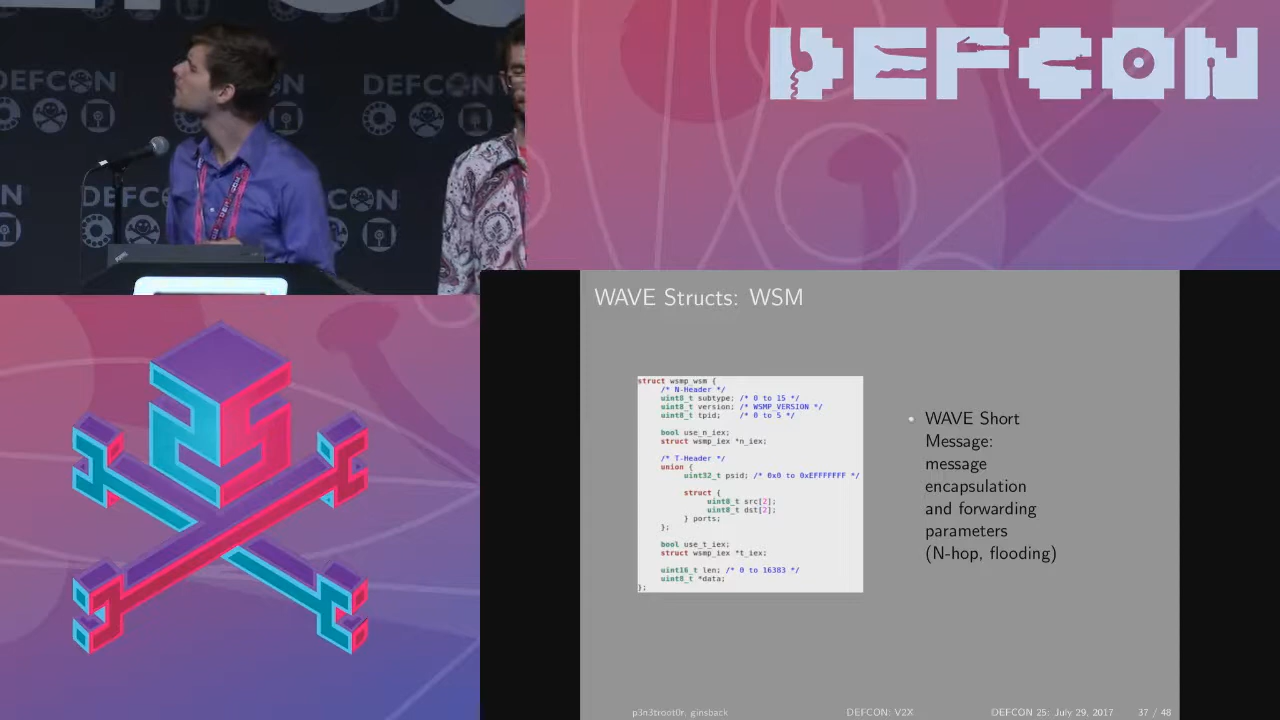 DEFCON
DEFCON
DEFCON
DEFCON
WAVE Structs: WSM
struct wsmp_wsm {
/* N-Header */
uint8_t subtype; /* 0 to 15 */
uint8_t version; /* WSMP_VERSION */
uint8_t tpid; /* 0 to 5 */
bool use_n_iex;
struct wsmp_iex *n_iex;
/* T-Header */
union {
uint32_t psid; /* 0x0 to 0xEFFFFFFF */
struct {
uint8_t src[2];
uint8_t dst[2];
} ports;
};
bool use_t_iex;
struct wsmp_iex *t_iex;
uint16_t len; /* 0 to 16383 */
uint8_t *data;
};
• WAVE Short
Message:
message
encapsulation
and forwarding
parameters
(N-hop, flooding)
p3n3troot0r, ginsback
DEFCON: V2X
DEFCON 25: July 29, 2017
37 / 48